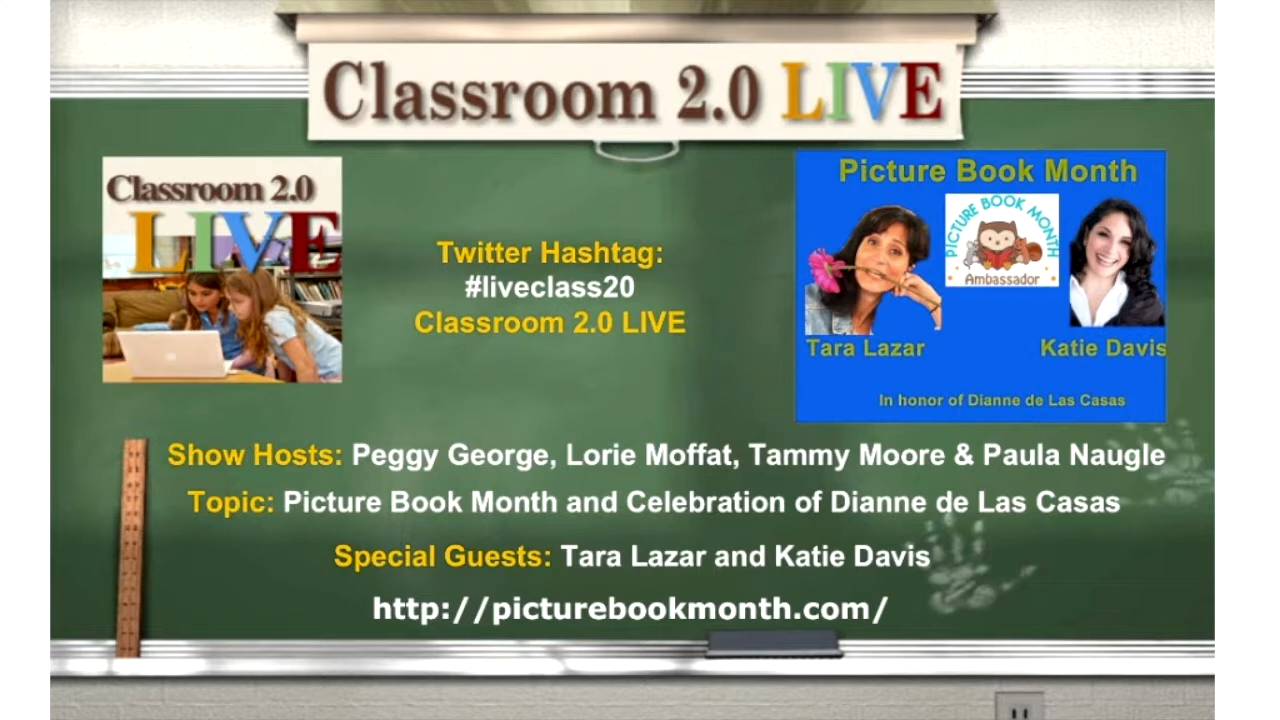 Classroom 2.0 LIVE
Classroom 2.0
LIVE
Twitter Hashtag:
#liveclass20
Classroom 2.0 LIVE
Picture Book Month
PICTURE BOOK MONTH
Ambassador
Tara Lazar
Katie Davis
In honor of Dianne de Las Casas
Show Hosts: Peggy George, Lorie Moffat, Tammy Moore & Paula Naugle
Topic: Picture Book Month and Celebration of Dianne de Las Casas
Special Guests: Tara Lazar and Katie Davis
http://picturebookmonth.com/